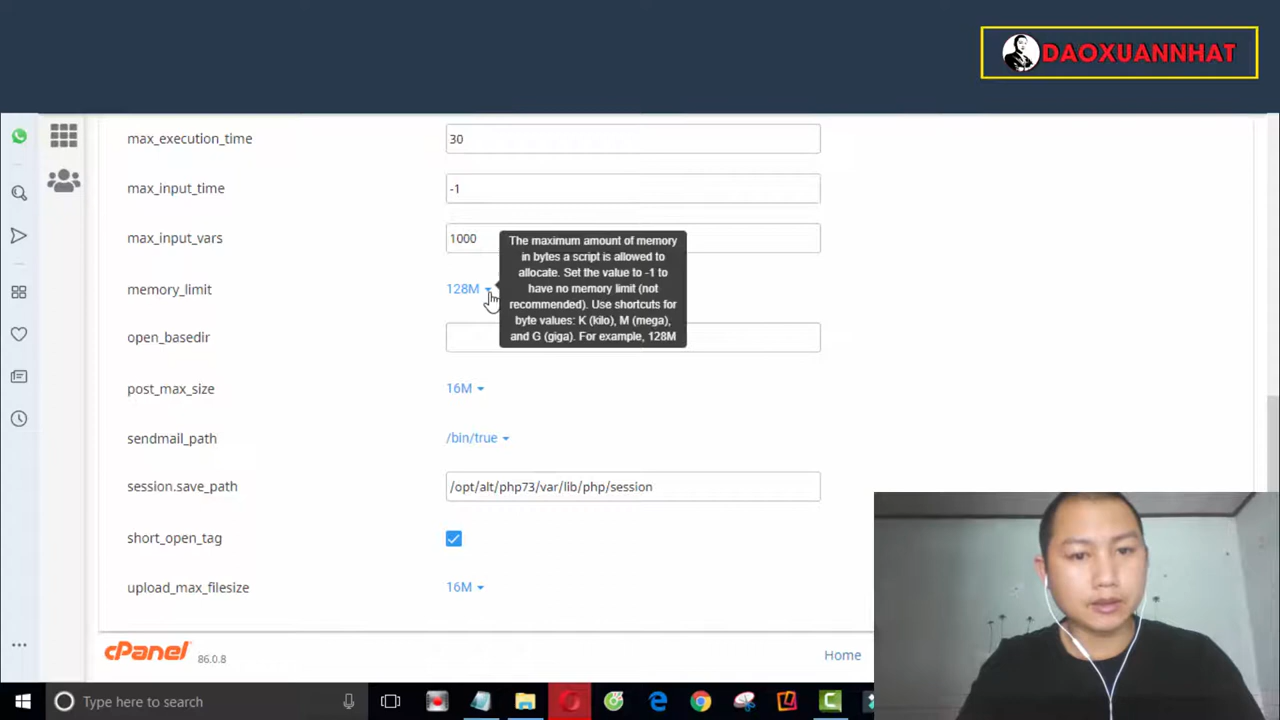 DAOXUANNHAT
max_execution_time
30
max_input_time
-1
max_input_vars
1000
The maximum amount of memory
in bytes a script is allowed to
allocate. Set the value to -1 to
have no memory limit (not
recommended). Use shortcuts for
byte values: K (kilo), M (mega),
and G (giga). For example, 128M
memory_limit
128M
open_basedir
post_max_size
16M
sendmail_path
/bin/true
session.save_path
/opt/alt/php73/var/lib/php/session
short_open_tag
upload_max_filesize
16M
cPanel
86.0.8
Home
Type here to search